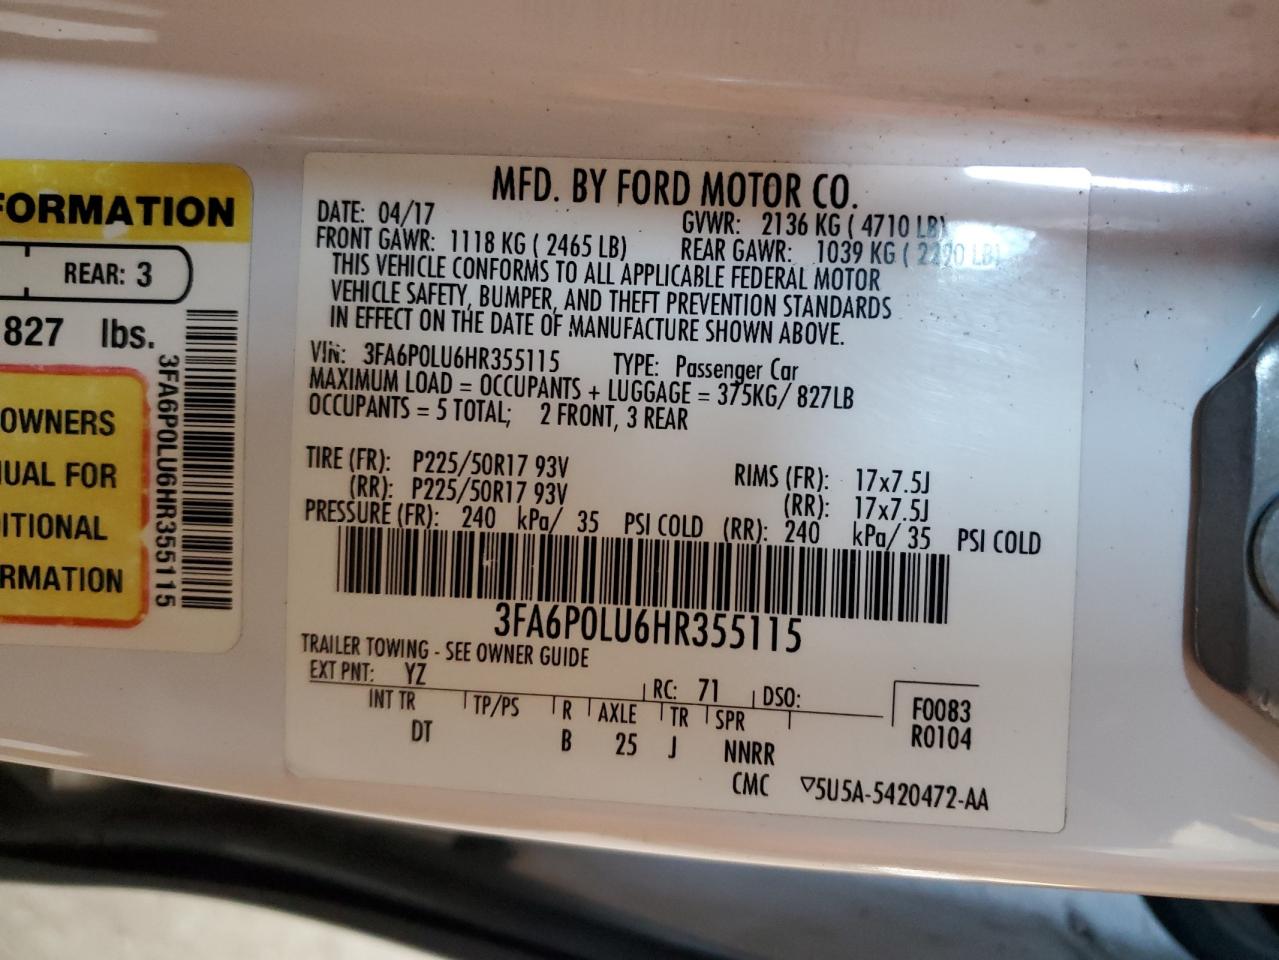 FORMATION
REAR: 3
827 lbs.
OWNERS
UAL FOR
ITIONAL
RMATION
3FA6P0LU6HR355115
MFD. BY FORD MOTOR CO.
DATE: 04/17 GVWR: 2136 KG ( 4710 LB)
FRONT GAWR: 1118 KG ( 2465 LB) REAR GAWR: 1039 KG ( 2290 LB)
THIS VEHICLE CONFORMS TO ALL APPLICABLE FEDERAL MOTOR
VEHICLE SAFETY, BUMPER, AND THEFT PREVENTION STANDARDS
IN EFFECT ON THE DATE OF MANUFACTURE SHOWN ABOVE.
VIN: 3FA6P0LU6HR355115 TYPE: Passenger Car
MAXIMUM LOAD = OCCUPANTS + LUGGAGE = 375KG/ 827LB
OCCUPANTS = 5 TOTAL; 2 FRONT, 3 REAR
TIRE (FR): P225/50R17 93V RIMS (FR): 17x7.5J
(RR): P225/50R17 93V (RR): 17x7.5J
PRESSURE (FR): 240 kPa/ 35 PSI COLD (RR): 240 kPa/ 35 PSI COLD
3FA6P0LU6HR355115
TRAILER TOWING - SEE OWNER GUIDE
EXT PNT: YZ RC: 71 DSO:
INT TR TP/PS R AXLE TR SPR F0083
DT B 25 J NNRR R0104
CMC ▽5U5A-5420472-AA